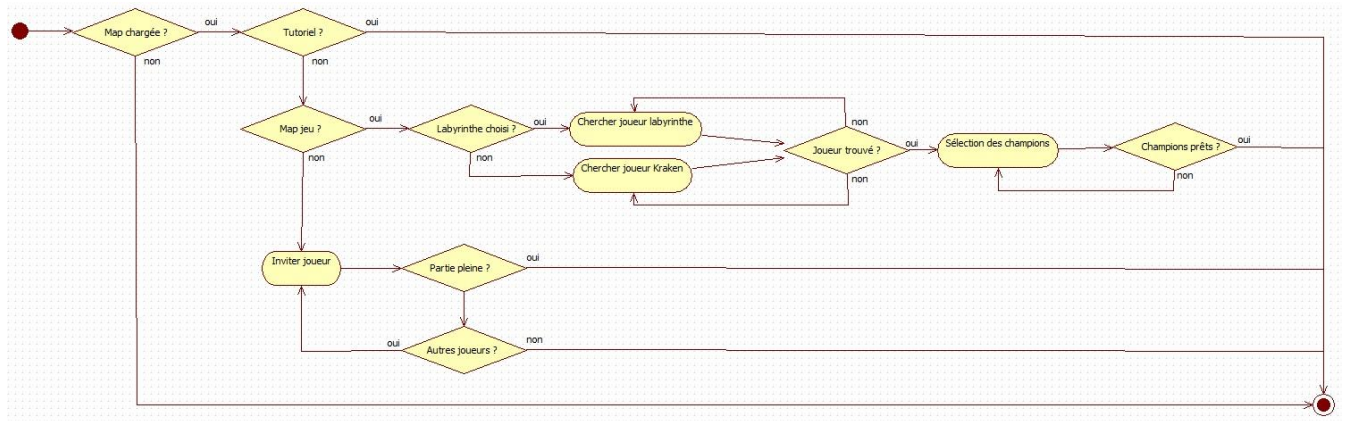 Map chargée ?
oui
Tutoriel ?
oui
non
non
Map jeu ?
oui
Labyrinthe choisi ?
oui
Chercher joueur labyrinthe
non
non
non
Chercher joueur Kraken
Joueur trouvé ?
oui
non
Sélection des champions
Champions prêts ?
oui
non
Inviter joueur
Partie pleine ?
oui
oui
Autres joueurs ?
non